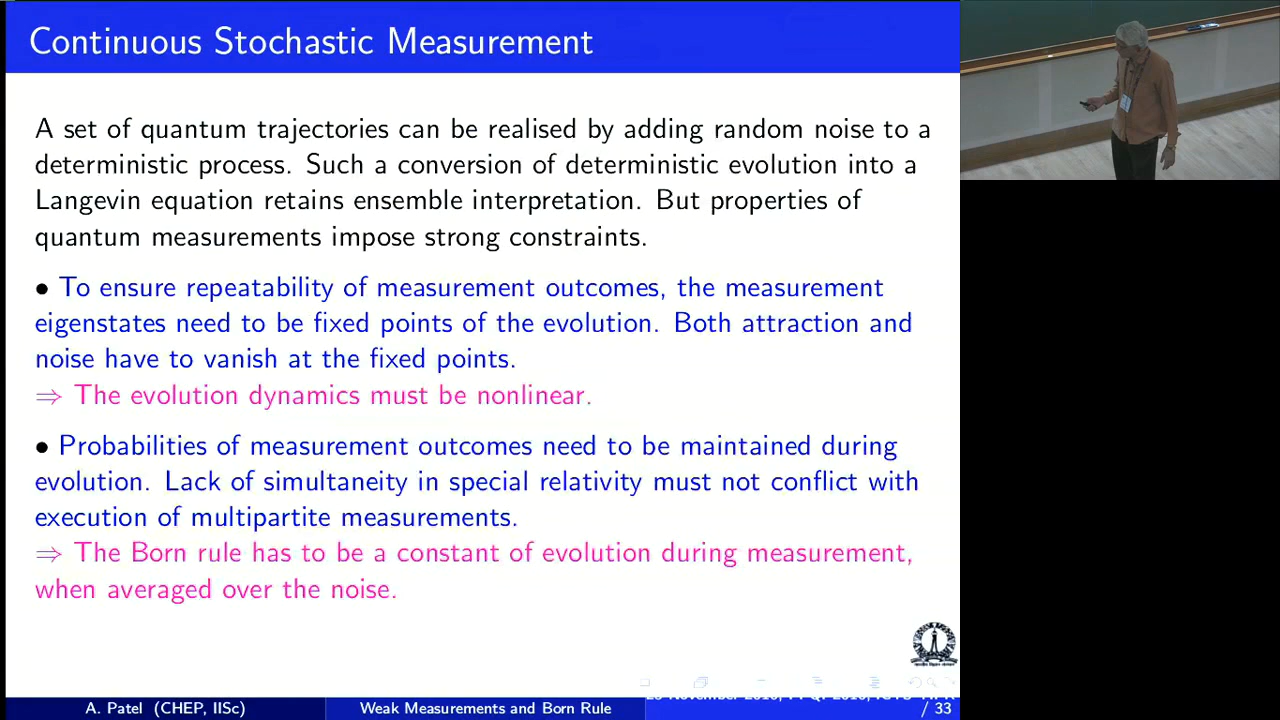 Continuous Stochastic Measurement
A set of quantum trajectories can be realised by adding random noise to a
deterministic process. Such a conversion of deterministic evolution into a
Langevin equation retains ensemble interpretation. But properties of
quantum measurements impose strong constraints.
• To ensure repeatability of measurement outcomes, the measurement
eigenstates need to be fixed points of the evolution. Both attraction and
noise have to vanish at the fixed points.
⇒ The evolution dynamics must be nonlinear.
• Probabilities of measurement outcomes need to be maintained during
evolution. Lack of simultaneity in special relativity must not conflict with
execution of multipartite measurements.
⇒ The Born rule has to be a constant of evolution during measurement,
when averaged over the noise.
A. Patel (CHEP, IISc) Weak Measurements and Born Rule / 33